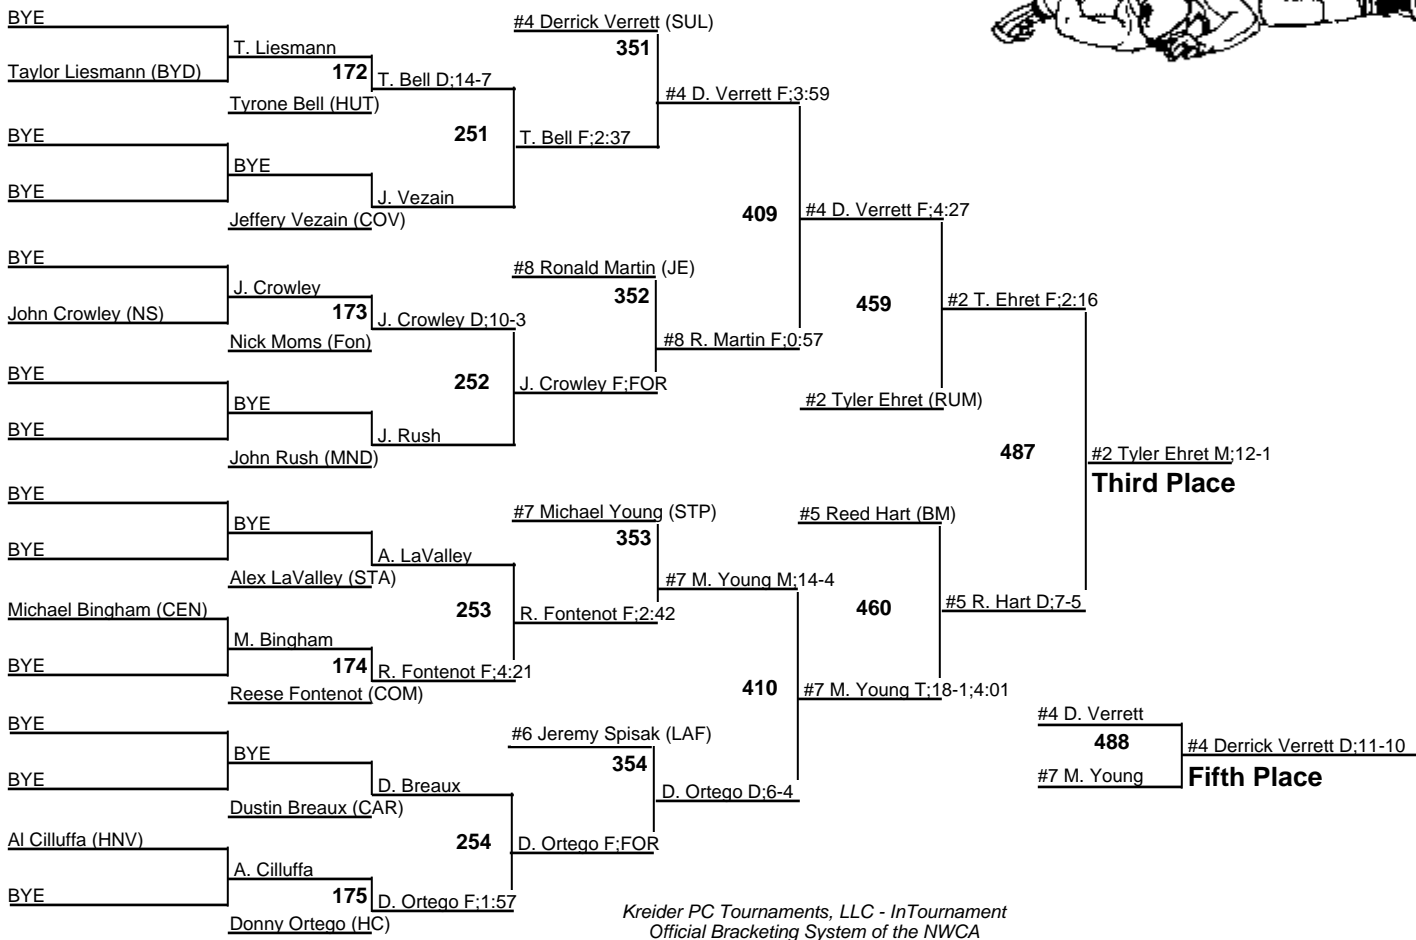 BYE
T. Liesmann
Taylor Liesmann (BYD)
172
T. Bell D;14-7
Tyrone Bell (HUT)
BYE
251
T. Bell F;2:37
BYE
BYE
J. Vezain
Jeffery Vezain (COV)
#4 Derrick Verrett (SUL)
351
#4 D. Verrett F;3:59
BYE
J. Crowley
John Crowley (NS)
173
J. Crowley D;10-3
Nick Moms (Fon)
BYE
252
J. Crowley F;FOR
BYE
BYE
J. Rush
John Rush (MND)
#8 Ronald Martin (JE)
352
#8 R. Martin F;0:57
409
#4 D. Verrett F;4:27
459
#2 T. Ehret F;2:16
#2 Tyler Ehret (RUM)
487
#2 Tyler Ehret M;12-1
Third Place
BYE
BYE
BYE
A. LaValley
Alex LaValley (STA)
253
R. Fontenot F;2:42
Michael Bingham (CEN)
M. Bingham
BYE
174
R. Fontenot F;4:21
Reese Fontenot (COM)
#7 Michael Young (STP)
353
#7 M. Young M;14-4
BYE
BYE
BYE
D. Breaux
Dustin Breaux (CAR)
254
D. Ortego F;FOR
Al Cilluffa (HNV)
A. Cilluffa
BYE
175
D. Ortego F;1:57
Donny Ortego (HC)
#6 Jeremy Spisak (LAF)
354
D. Ortego D;6-4
410
#7 M. Young T;18-1;4:01
#5 Reed Hart (BM)
460
#5 R. Hart D;7-5
#4 D. Verrett
488
#4 Derrick Verrett D;11-10
#7 M. Young
Fifth Place
Kreider PC Tournaments, LLC - InTournament
Official Bracketing System of the NWCA